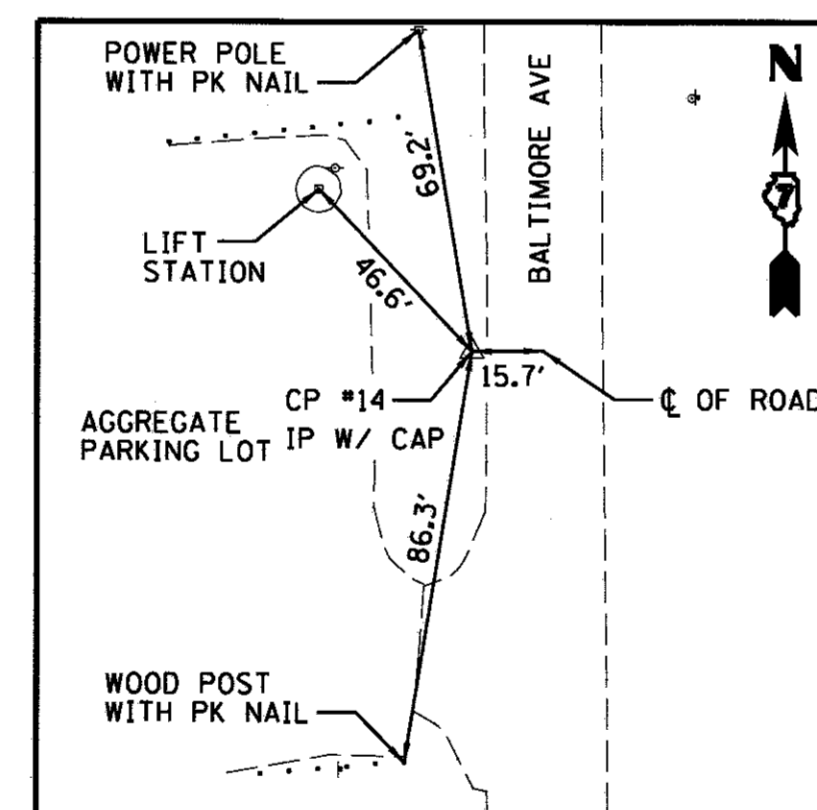 POWER POLE
WITH PK NAIL
BALTIMORE AVE
N
7
69.2'
LIFT
STATION
46.6'
15.7'
CP #14
IP W/ CAP
℄ OF ROAD
AGGREGATE
PARKING LOT
86.3'
WOOD POST
WITH PK NAIL